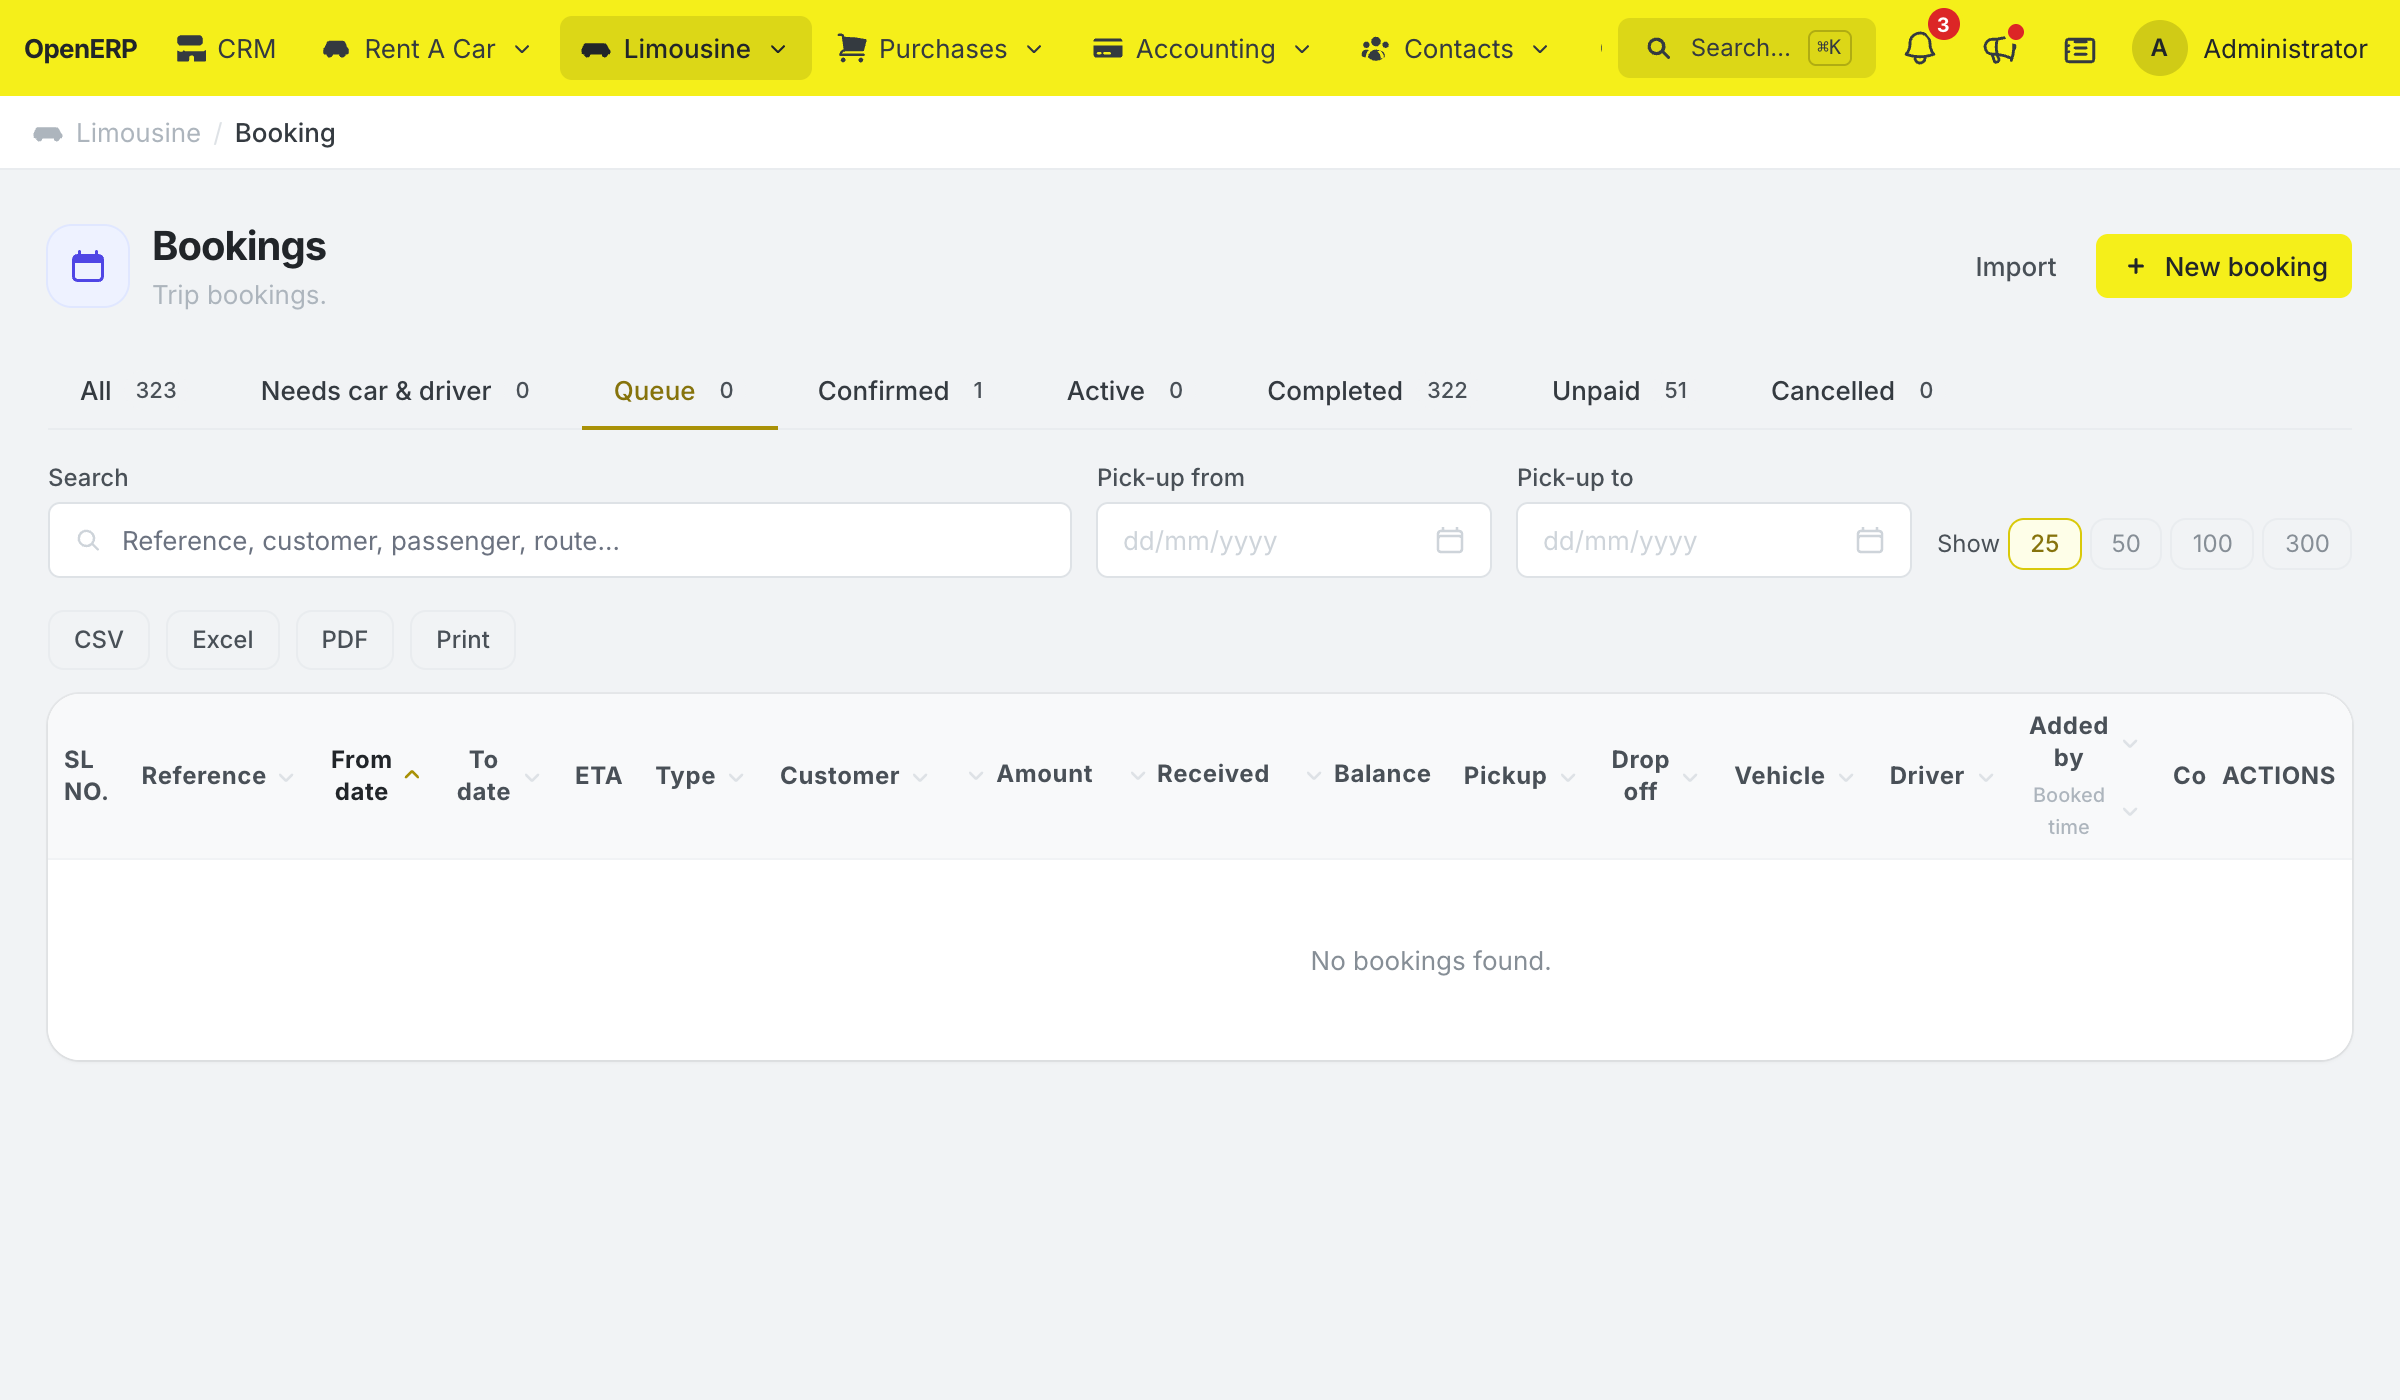 OpenERP CRM Rent A Car Limousine Purchases Accounting Contacts Search... ⌘K 3 A Administrator
Limousine / Booking
Bookings
Trip bookings.
Import + New booking
All 323 Needs car & driver 0 Queue 0 Confirmed 1 Active 0 Completed 322 Unpaid 51 Cancelled 0
Search Pick-up from Pick-up to
Reference, customer, passenger, route... dd/mm/yyyy dd/mm/yyyy Show 25 50 100 300
CSV Excel PDF Print
SL NO. Reference From date To date ETA Type Customer Amount Received Balance Pickup Drop off Vehicle Driver Added by Booked time Co ACTIONS
No bookings found.